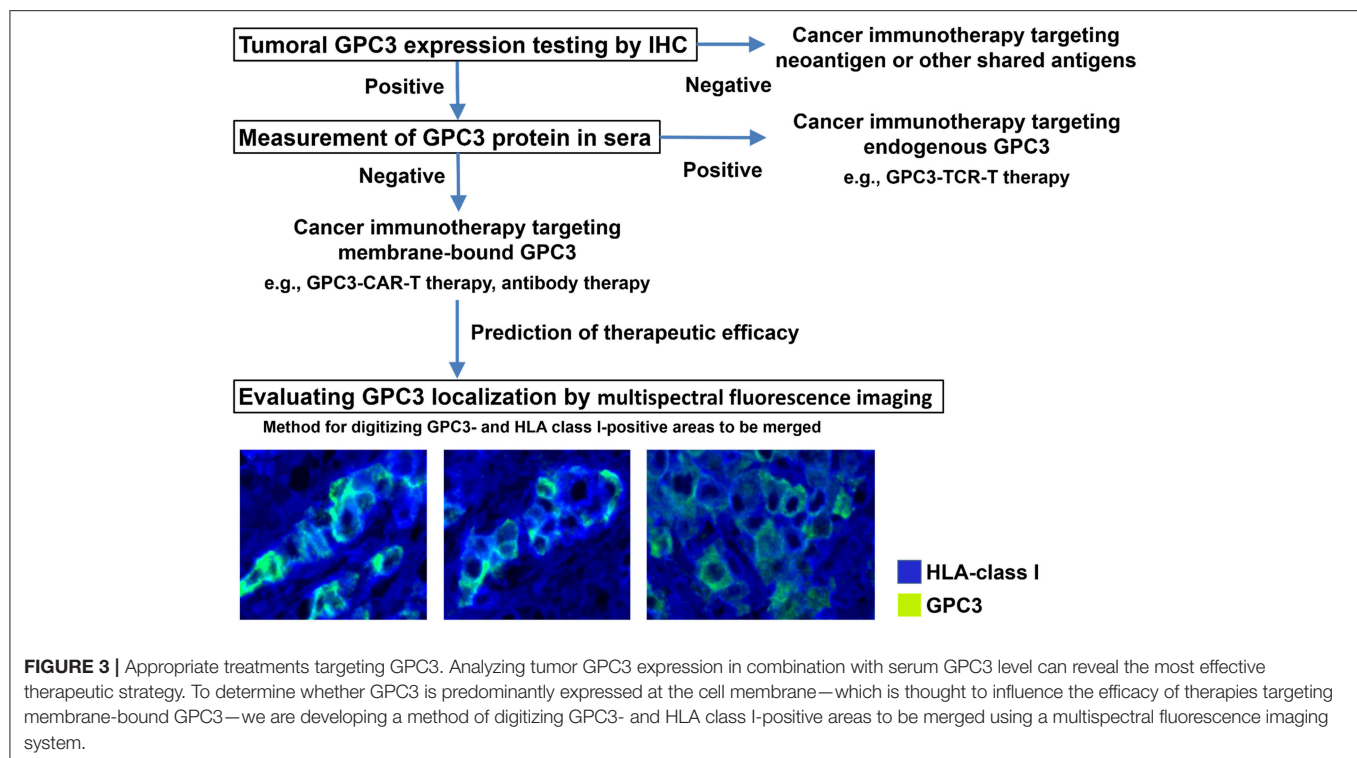 Tumoral GPC3 expression testing by IHC
Cancer immunotherapy targeting
neoantigen or other shared antigens
Positive
Negative
Measurement of GPC3 protein in sera
Cancer immunotherapy targeting
endogenous GPC3
e.g., GPC3-TCR-T therapy
Negative
Positive
Cancer immunotherapy targeting
membrane-bound GPC3
e.g., GPC3-CAR-T therapy, antibody therapy
Prediction of therapeutic efficacy
Evaluating GPC3 localization by multispectral fluorescence imaging
Method for digitizing GPC3- and HLA class I-positive areas to be merged
HLA-class I
GPC3
FIGURE 3 | Appropriate treatments targeting GPC3. Analyzing tumor GPC3 expression in combination with serum GPC3 level can reveal the most effective
therapeutic strategy. To determine whether GPC3 is predominantly expressed at the cell membrane—which is thought to influence the efficacy of therapies targeting
membrane-bound GPC3—we are developing a method of digitizing GPC3- and HLA class I-positive areas to be merged using a multispectral fluorescence imaging
system.